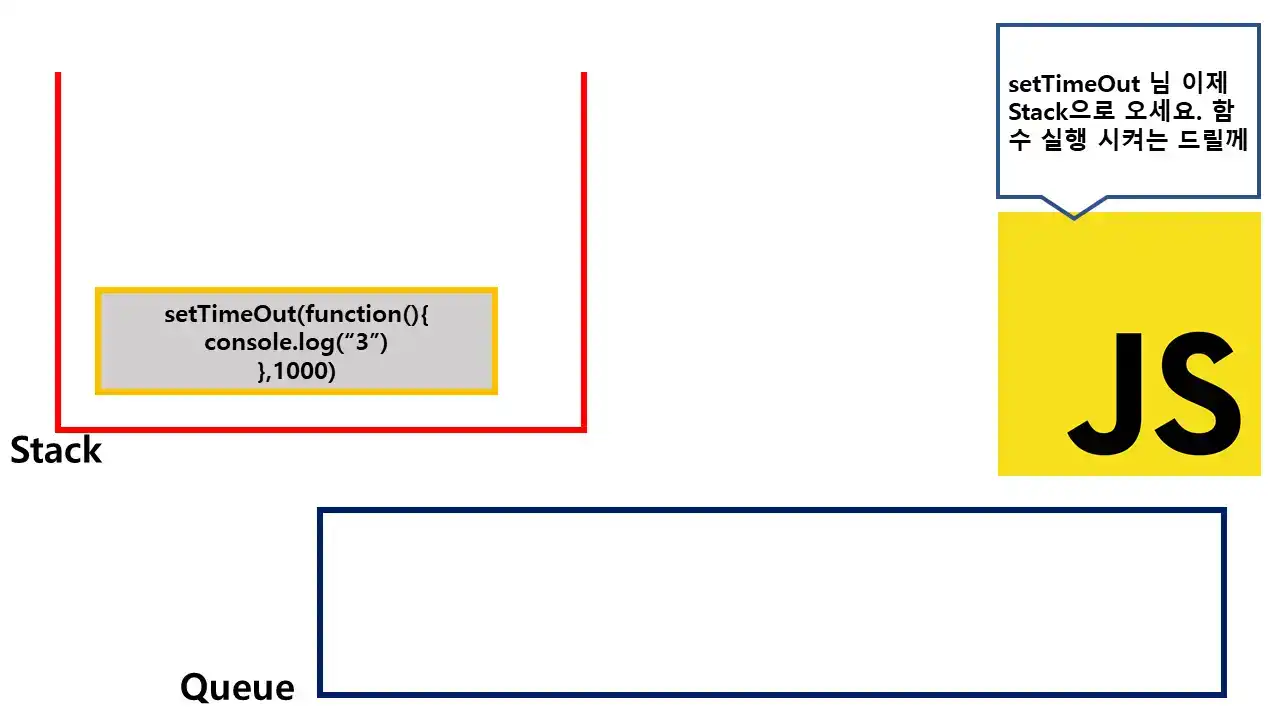 setTimeOut 님 이제
Stack으로 오세요. 함
수 실행 시켜는 드릴께
setTimeOut(function(){
console.log(“3”)
},1000)
JS
Stack
Queue